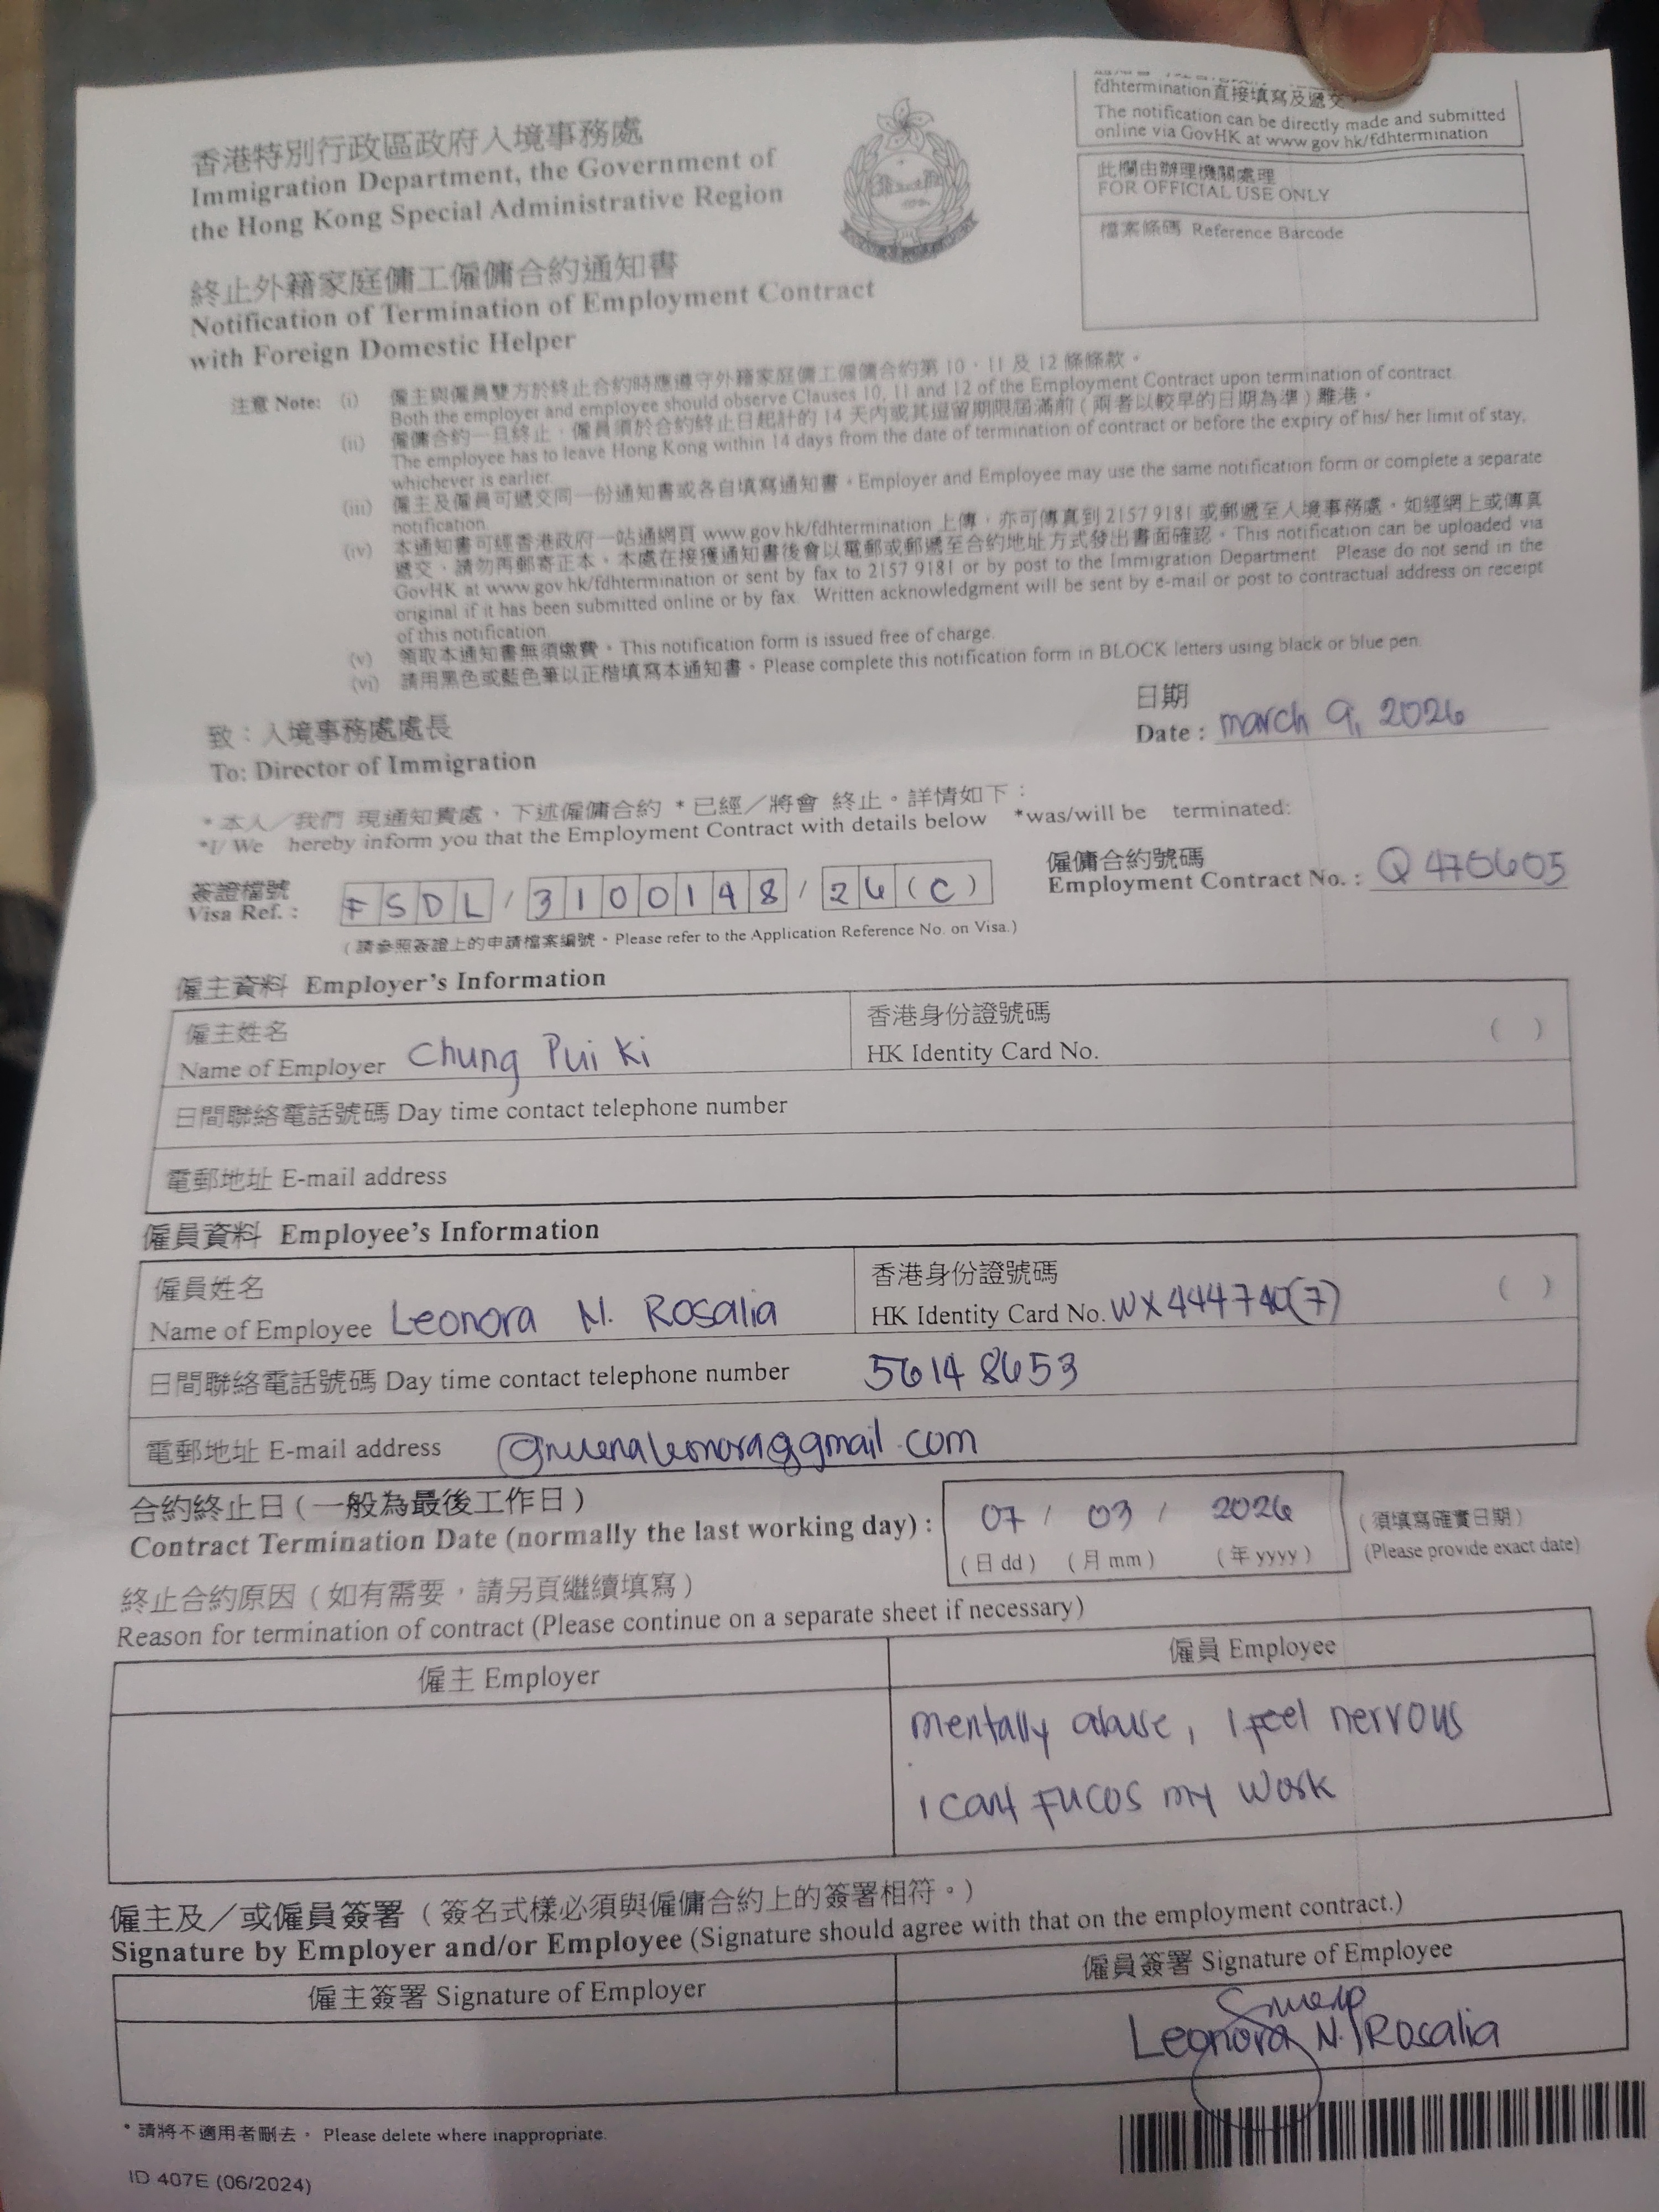 fdhtermination直接填寫及遞交。
The notification can be directly made and submitted
online via GovHK at www.gov.hk/fdhtermination
此欄由辦理機關處理
FOR OFFICIAL USE ONLY
檔案條碼 Reference Barcode
香港特別行政區政府入境事務處
Immigration Department, the Government of
the Hong Kong Special Administrative Region
終止外籍家庭傭工僱傭合約通知書
Notification of Termination of Employment Contract
with Foreign Domestic Helper
注意 Note: (i) 僱主與僱員雙方於終止合約時應遵守外籍家庭傭工僱傭合約第 10、11 及 12 條條款。
Both the employer and employee should observe Clauses 10, 11 and 12 of the Employment Contract upon termination of contract.
(ii) 僱傭合約一旦終止,僱員須於合約終止日起計的 14 天內或其逗留期限屆滿前(兩者以較早的日期為準)離港。
The employee has to leave Hong Kong within 14 days from the date of termination of contract or before the expiry of his/ her limit of stay,
whichever is earlier.
(iii) 僱主及僱員可遞交同一份通知書或各自填寫通知書。Employer and Employee may use the same notification form or complete a separate
notification.
(iv) 本通知書可經香港政府一站通網頁 www.gov.hk/fdhtermination 上傳,亦可傳真到 2157 9181 或郵遞至入境事務處。如經網上或傳真
遞交,請勿再郵寄正本。本處在接獲通知書後會以電郵或郵遞至合約地址方式發出書面確認。This notification can be uploaded via
GovHK at www.gov.hk/fdhtermination or sent by fax to 2157 9181 or by post to the Immigration Department. Please do not send in the
original if it has been submitted online or by fax. Written acknowledgment will be sent by e-mail or post to contractual address on receipt
of this notification.
(v) 領取本通知書無須繳費。This notification form is issued free of charge.
(vi) 請用黑色或藍色筆以正楷填寫本通知書。Please complete this notification form in BLOCK letters using black or blue pen.
日期
Date : march 9, 2026
致:入境事務處處長
To: Director of Immigration
*本人/我們 現通知貴處,下述僱傭合約 *已經/將會 終止。詳情如下:
*I/ We hereby inform you that the Employment Contract with details below *was/will be terminated:
簽證檔號
Visa Ref. : FSDL / 3100148 / 26 (C)
僱傭合約號碼
Employment Contract No. : Q 470605
(請參照簽證上的申請檔案編號。Please refer to the Application Reference No. on Visa.)
僱主資料 Employer's Information
僱主姓名
Name of Employer Chung Pui Ki
香港身份證號碼
HK Identity Card No. ( )
日間聯絡電話號碼 Day time contact telephone number
電郵地址 E-mail address
僱員資料 Employee's Information
僱員姓名
Name of Employee Leonora N. Rosalia
香港身份證號碼
HK Identity Card No. WX444740(7) ( )
日間聯絡電話號碼 Day time contact telephone number 5614 8653
電郵地址 E-mail address
合約終止日(一般為最後工作日)
Contract Termination Date (normally the last working day) : 07 / 03 / 2026
(日 dd) (月 mm) (年 yyyy)
(須填寫確實日期)
(Please provide exact date)
終止合約原因(如有需要,請另頁繼續填寫)
Reason for termination of contract (Please continue on a separate sheet if necessary)
僱主 Employer
僱員 Employee
mentally abuse, I feel nervous
i cant FUCOS my work
僱主及/或僱員簽署(簽名式樣必須與僱傭合約上的簽署相符。)
Signature by Employer and/or Employee (Signature should agree with that on the employment contract.)
僱主簽署 Signature of Employer
僱員簽署 Signature of Employee
Leonora N. Rosalia
*請將不適用者刪去。 Please delete where inappropriate.
ID 407E (06/2024)